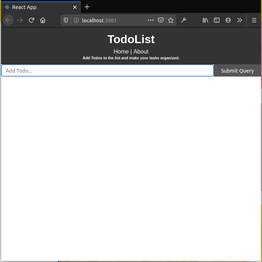 React App
localhost:3001
TodoList
Home | About
Add Todos to the list and make your tasks organized.
Add Todo... Submit Query